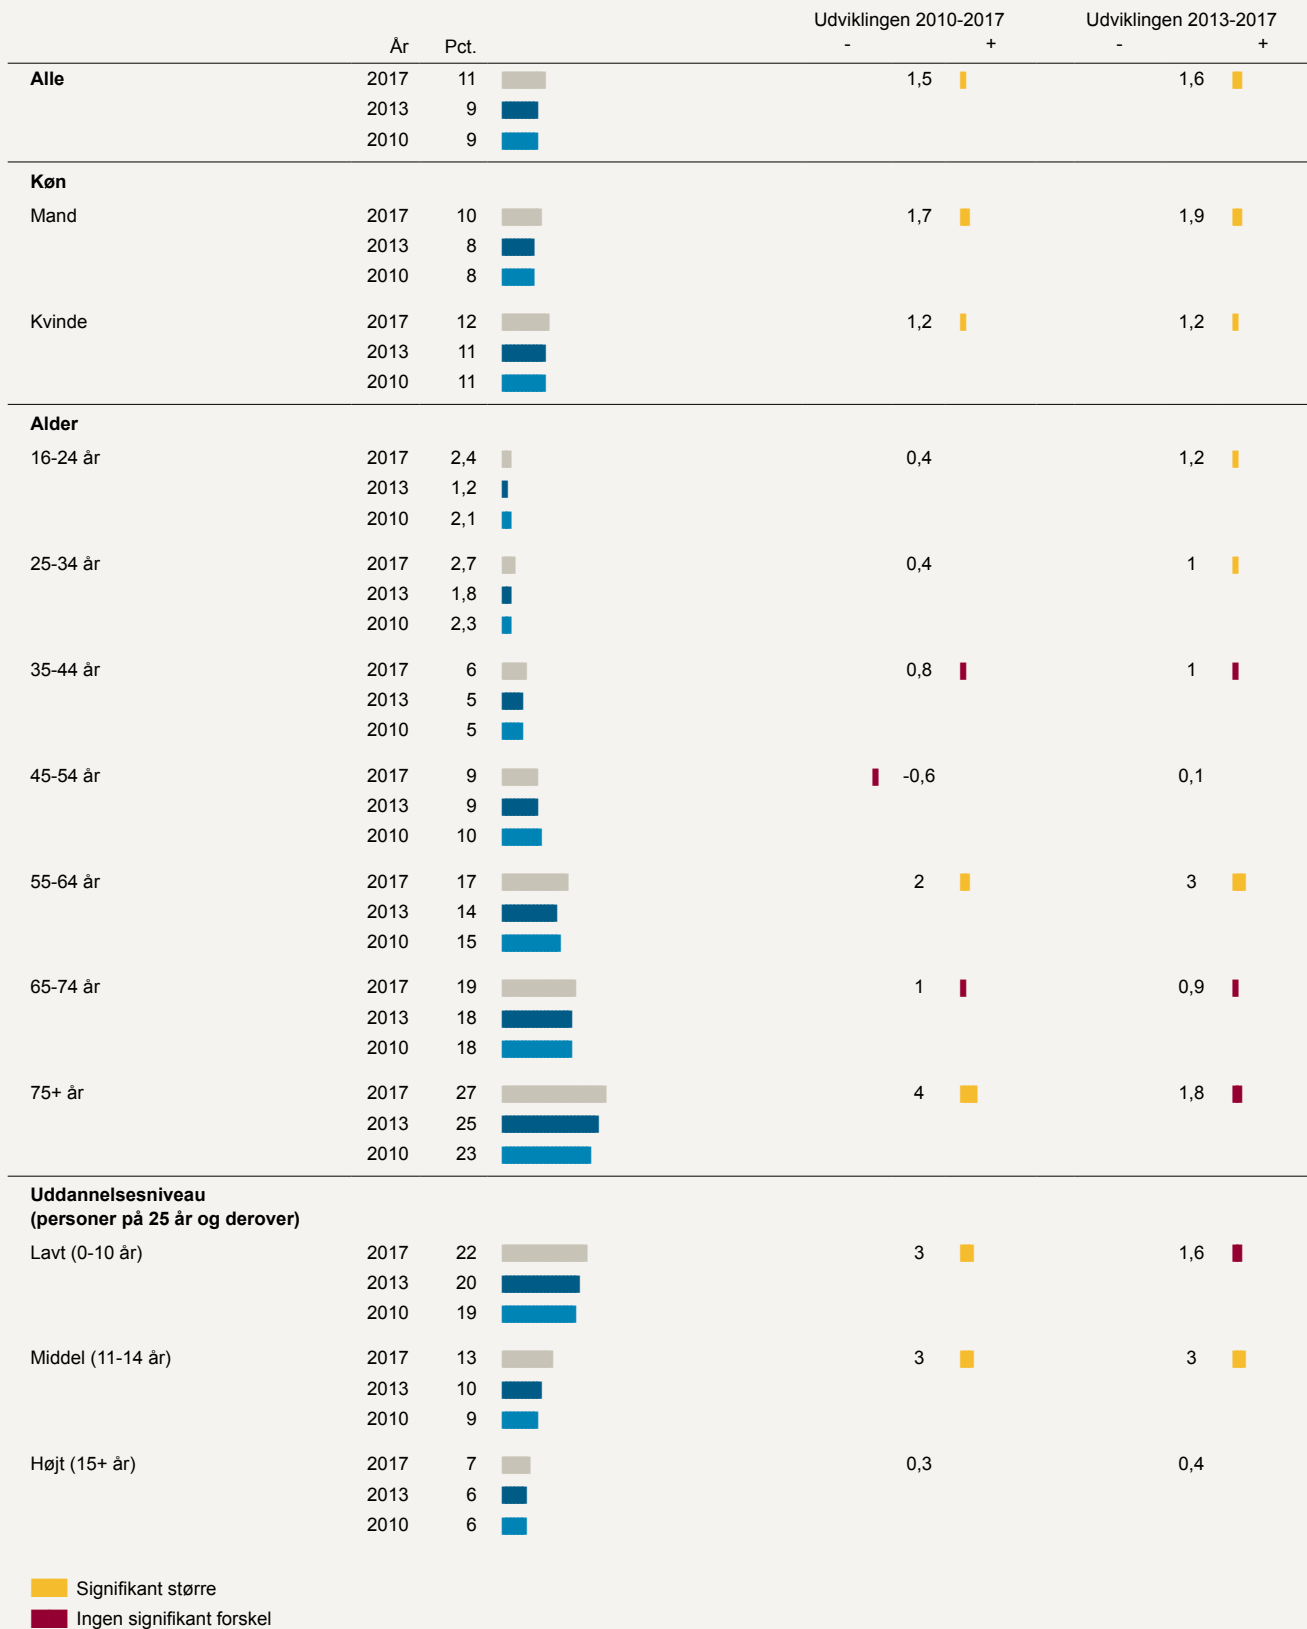 Udviklingen 2010-2017 Udviklingen 2013-2017
År Pct. - + - +
Alle 2017 11 1,5 1,6
2013 9
2010 9
Køn
Mand 2017 10 1,7 1,9
2013 8
2010 8
Kvinde 2017 12 1,2 1,2
2013 11
2010 11
Alder
16-24 år 2017 2,4 0,4 1,2
2013 1,2
2010 2,1
25-34 år 2017 2,7 0,4 1
2013 1,8
2010 2,3
35-44 år 2017 6 0,8 1
2013 5
2010 5
45-54 år 2017 9 -0,6 0,1
2013 9
2010 10
55-64 år 2017 17 2 3
2013 14
2010 15
65-74 år 2017 19 1 0,9
2013 18
2010 18
75+ år 2017 27 4 1,8
2013 25
2010 23
Uddannelsesniveau
(personer på 25 år og derover)
Lavt (0-10 år) 2017 22 3 1,6
2013 20
2010 19
Middel (11-14 år) 2017 13 3 3
2013 10
2010 9
Højt (15+ år) 2017 7 0,3 0,4
2013 6
2010 6
Signifikant større
Ingen signifikant forskel